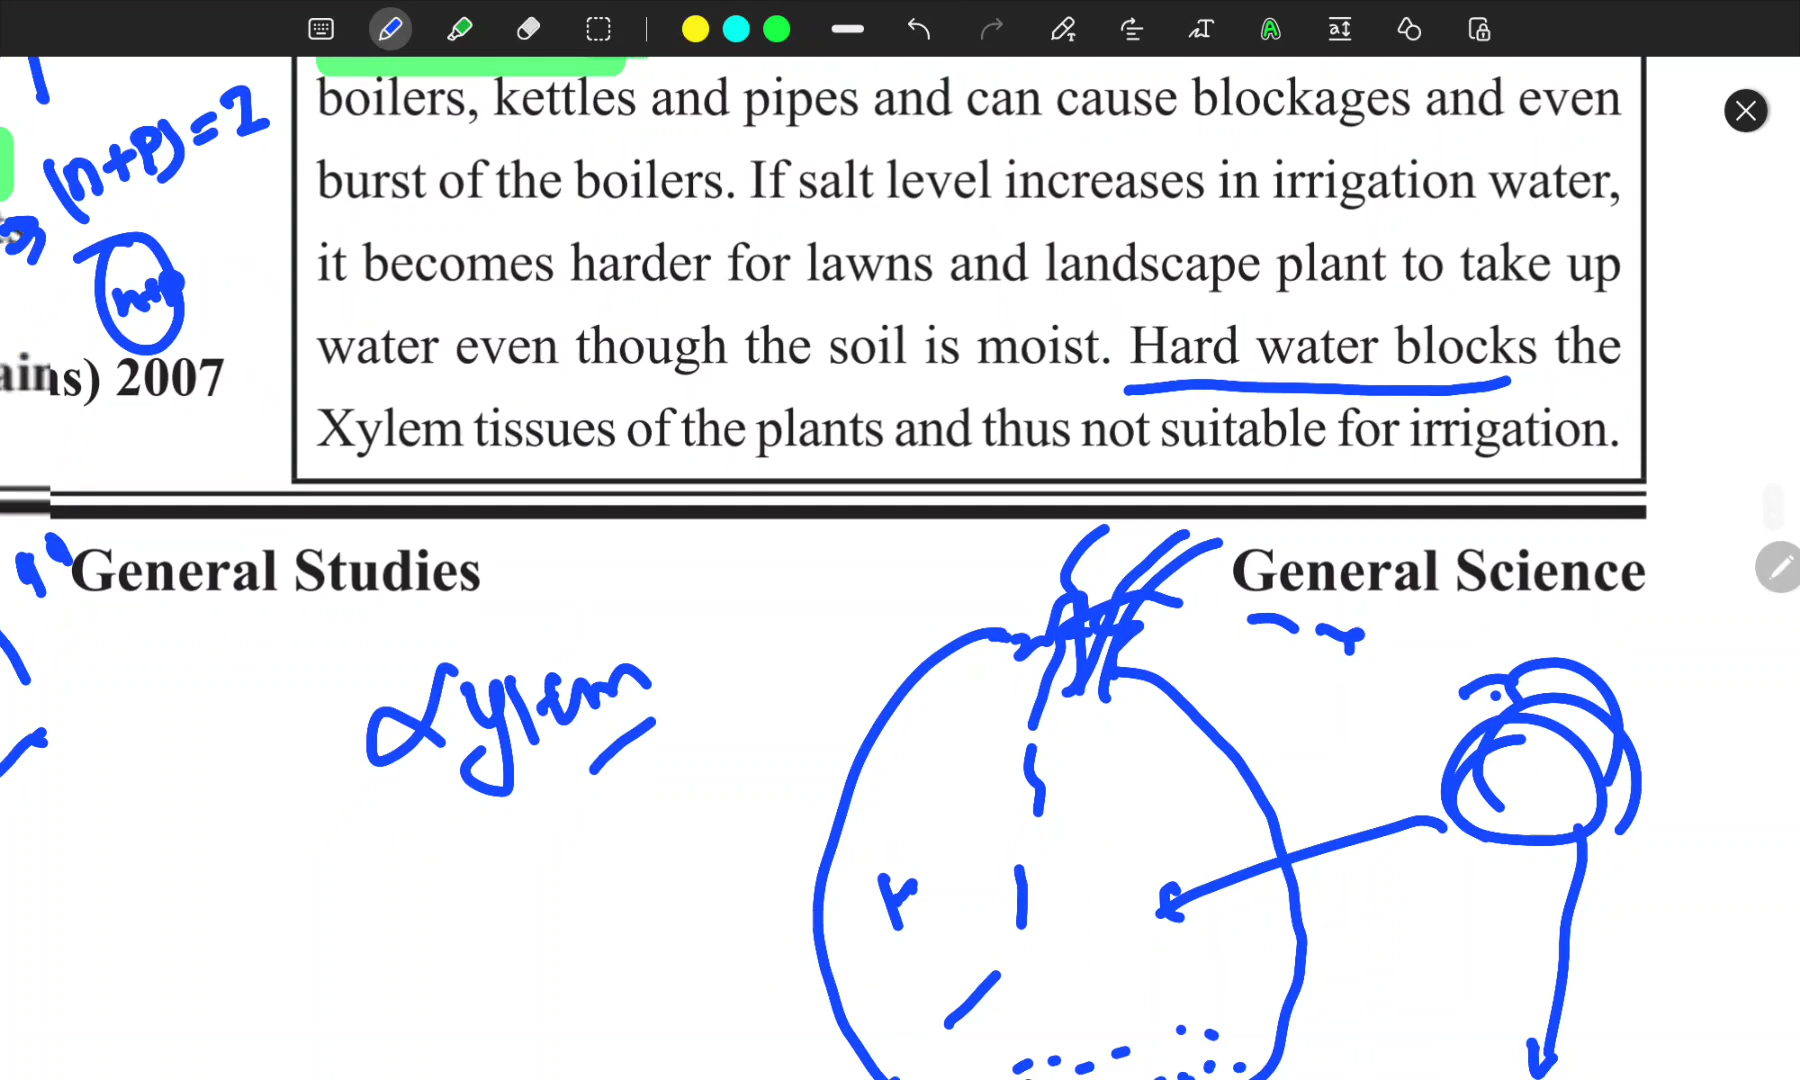 (n+p)=2
n+p
boilers, kettles and pipes and can cause blockages and even
burst of the boilers. If salt level increases in irrigation water,
it becomes harder for lawns and landscape plant to take up
water even though the soil is moist. Hard water blocks the
Xylem tissues of the plants and thus not suitable for irrigation.
ains) 2007
General Studies General Science
Xylem